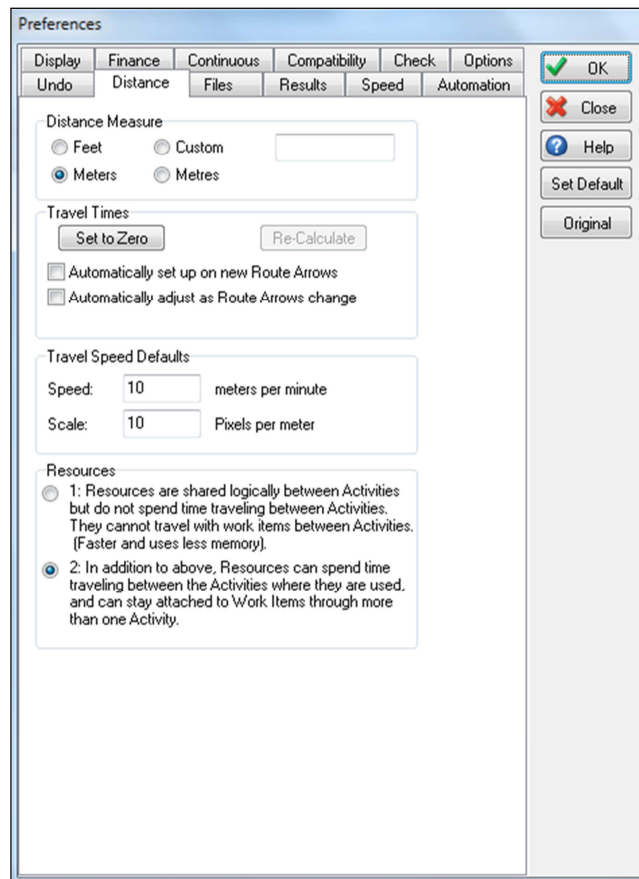 Preferences
Display Finance Continuous Compatibility Check Options
Undo Distance Files Results Speed Automation
OK
Close
Help
Set Default
Original
Distance Measure
Feet Custom
Meters Metres
Travel Times
Set to Zero Re-Calculate
Automatically set up on new Route Arrows
Automatically adjust as Route Arrows change
Travel Speed Defaults
Speed: 10 meters per minute
Scale: 10 Pixels per meter
Resources
1: Resources are shared logically between Activities
but do not spend time traveling between Activities.
They cannot travel with work items between Activities.
(Faster and uses less memory).
2: In addition to above, Resources can spend time
traveling between the Activities where they are used,
and can stay attached to Work Items through more
than one Activity.